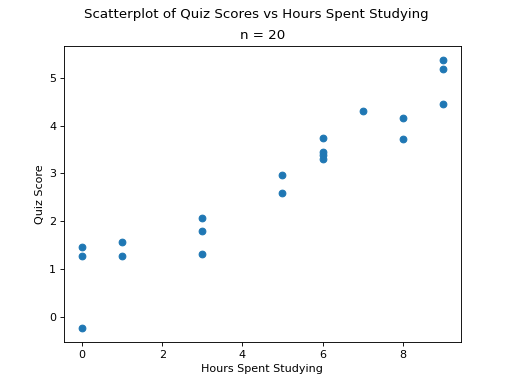 Scatterplot of Quiz Scores vs Hours Spent Studying
n = 20
5
4
3
2
1
0
Quiz Score
0 2 4 6 8
Hours Spent Studying